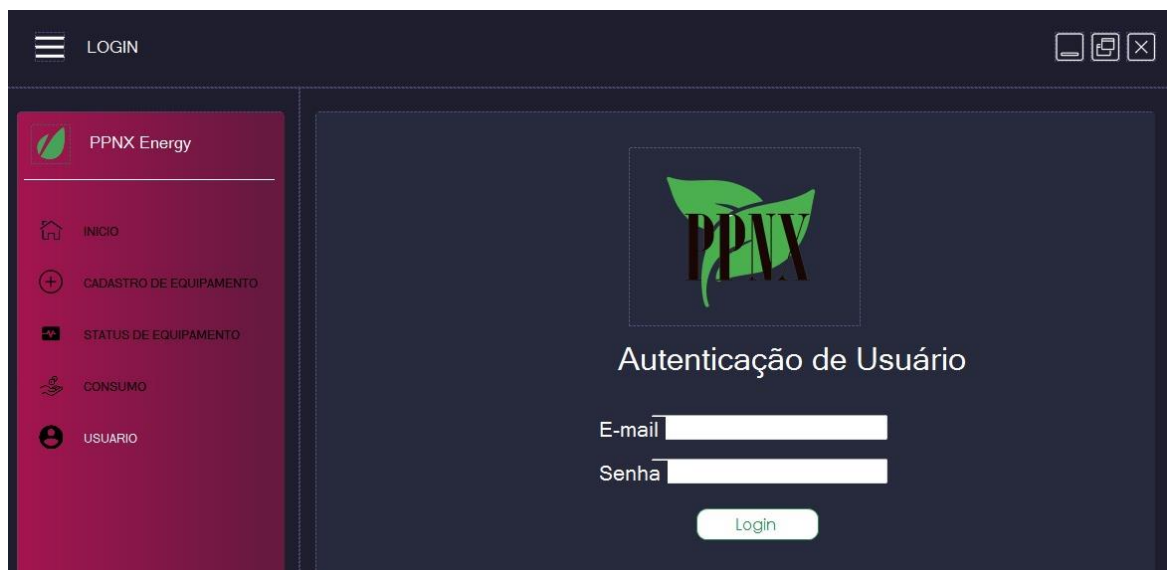 LOGIN
PPNX Energy
INICIO
CADASTRO DE EQUIPAMENTO
STATUS DE EQUIPAMENTO
CONSUMO
USUARIO
PPNX
Autenticação de Usuário
E-mail
Senha
Login